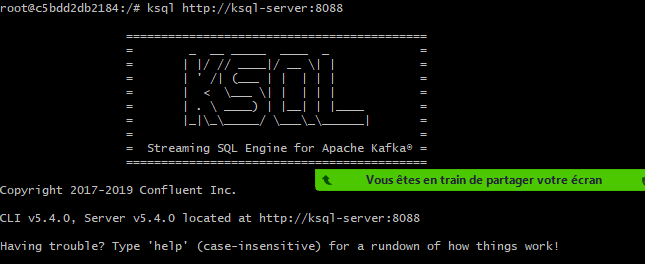 root@c5bdd2db2184:/# ksql http://ksql-server:8088
===========================================
=       _  __ _____  ____  _              =
=      | |/ // ____|/ __ \| |             =
=      | ' /| (___ | |  | | |             =
=      |  <  \___ \| |  | | |             =
=      | . \ ____) | |__| | |____         =
=      |_|\_\_____/ \___\_\______|        =
=                                         =
=  Streaming SQL Engine for Apache Kafka® =
===========================================
Vous êtes en train de partager votre écran
Copyright 2017-2019 Confluent Inc.
CLI v5.4.0, Server v5.4.0 located at http://ksql-server:8088
Having trouble? Type 'help' (case-insensitive) for a rundown of how things work!